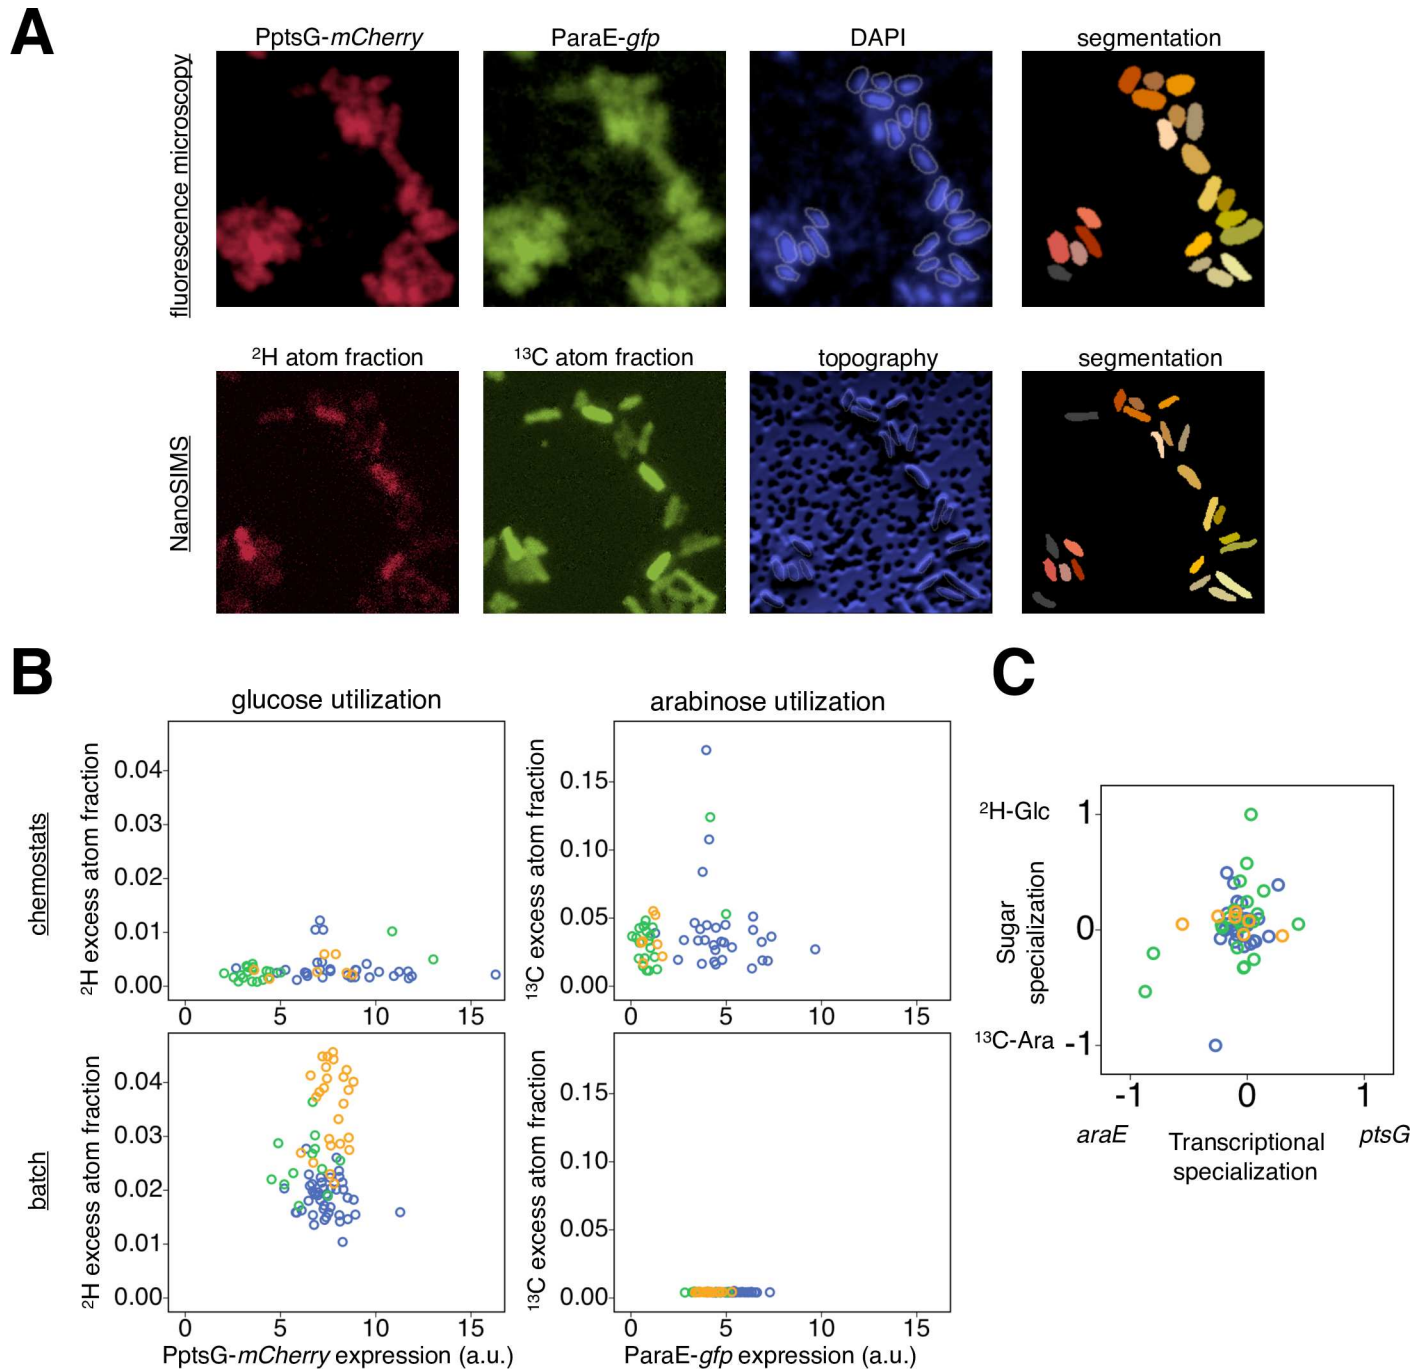 A
PptsG-mCherry
ParaE-gfp
DAPI
segmentation
fluorescence microscopy
²H atom fraction
¹³C atom fraction
topography
segmentation
NanoSIMS
B
C
glucose utilization
arabinose utilization
chemostats
²H excess atom fraction
0.04
0.03
0.02
0.01
0.00
0 5 10 15
¹³C excess atom fraction
0.15
0.10
0.05
0.00
0 5 10 15
batch
²H excess atom fraction
0.04
0.03
0.02
0.01
0.00
0 5 10 15
PptsG-mCherry expression (a.u.)
¹³C excess atom fraction
0.15
0.10
0.05
0.00
0 5 10 15
ParaE-gfp expression (a.u.)
²H-Glc 1
Sugar
specialization
0
¹³C-Ara -1
-1 0 1
araE
Transcriptional
specialization
ptsG